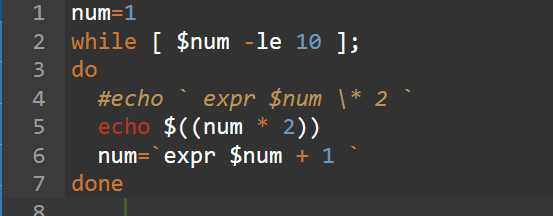 1 num=1
2 while [ $num -le 10 ];
3 do
4   #echo ` expr $num \* 2 `
5   echo $((num * 2))
6   num=`expr $num + 1 `
7 done
8